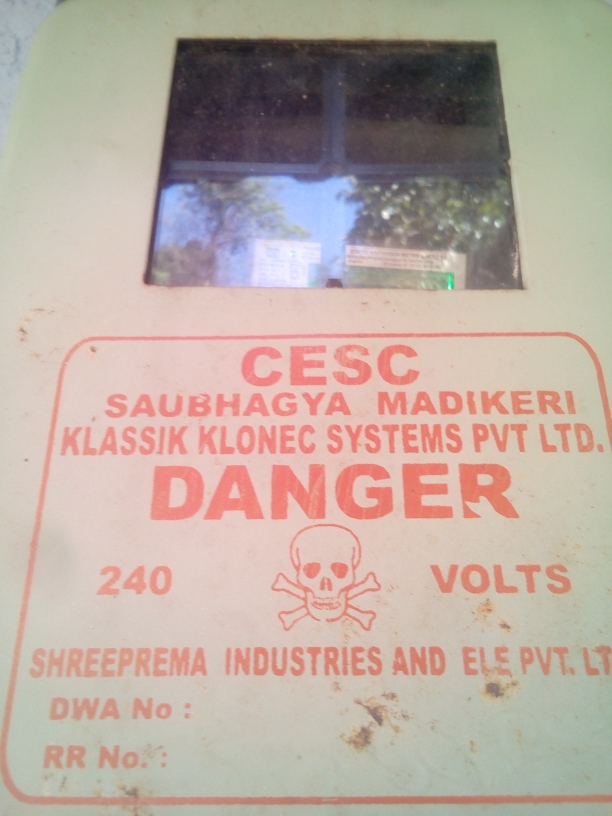 CESC
SAUBHAGYA MADIKERI
KLASSIK KLONEC SYSTEMS PVT LTD.
DANGER
240 VOLTS
SHREEPREMA INDUSTRIES AND ELE PVT. LT
DWA No :
RR No. :